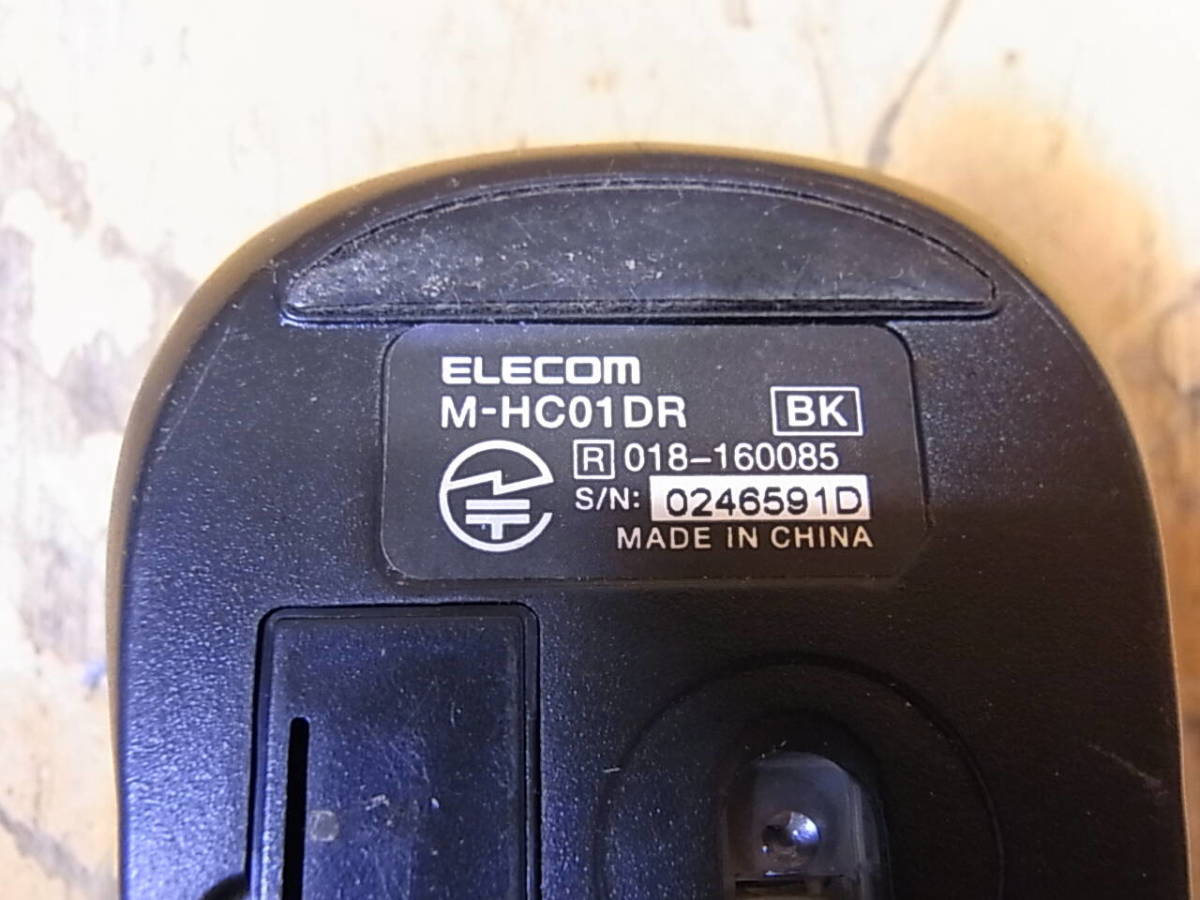 ELECOM
M-HC01DR BK
R 018-160085
S/N: 0246591D
MADE IN CHINA